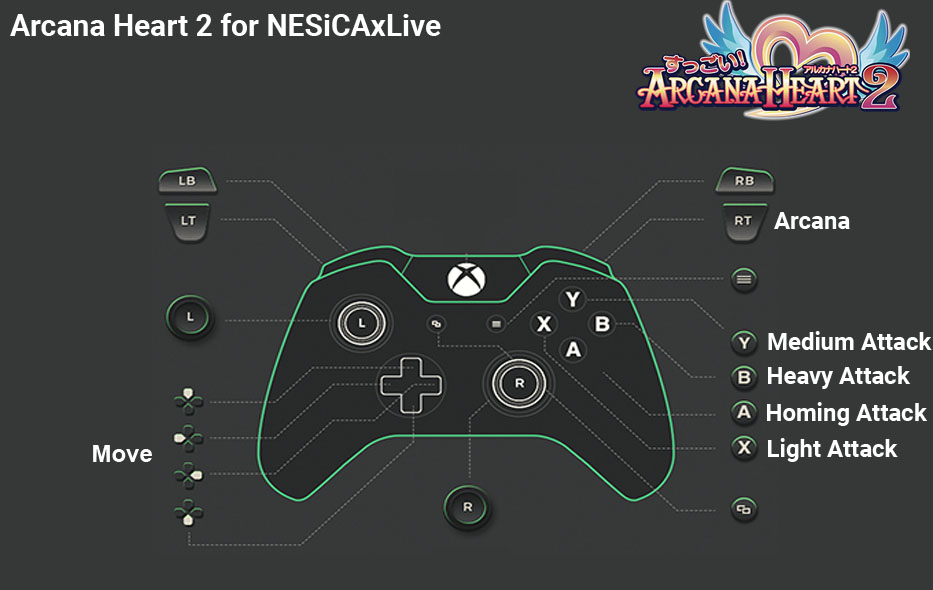 Arcana Heart 2 for NESiCAxLive
すっごい!
アルカナハート2
ARCANA HEART 2
LB
RB
LT
RT Arcana
L
L
Y
X
B
A
R
Y Medium Attack
B Heavy Attack
A Homing Attack
X Light Attack
Move
R